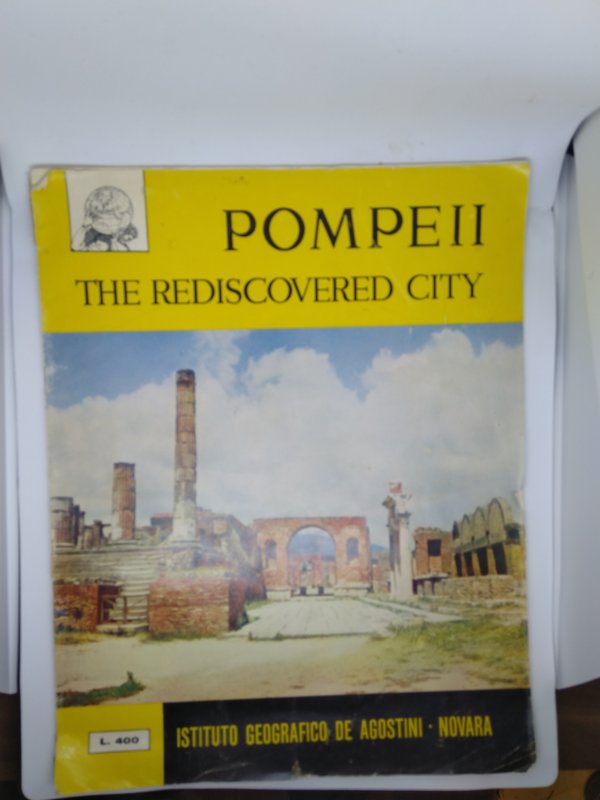 POMPEII
THE REDISCOVERED CITY
L. 400
ISTITUTO GEOGRAFICO DE AGOSTINI · NOVARA